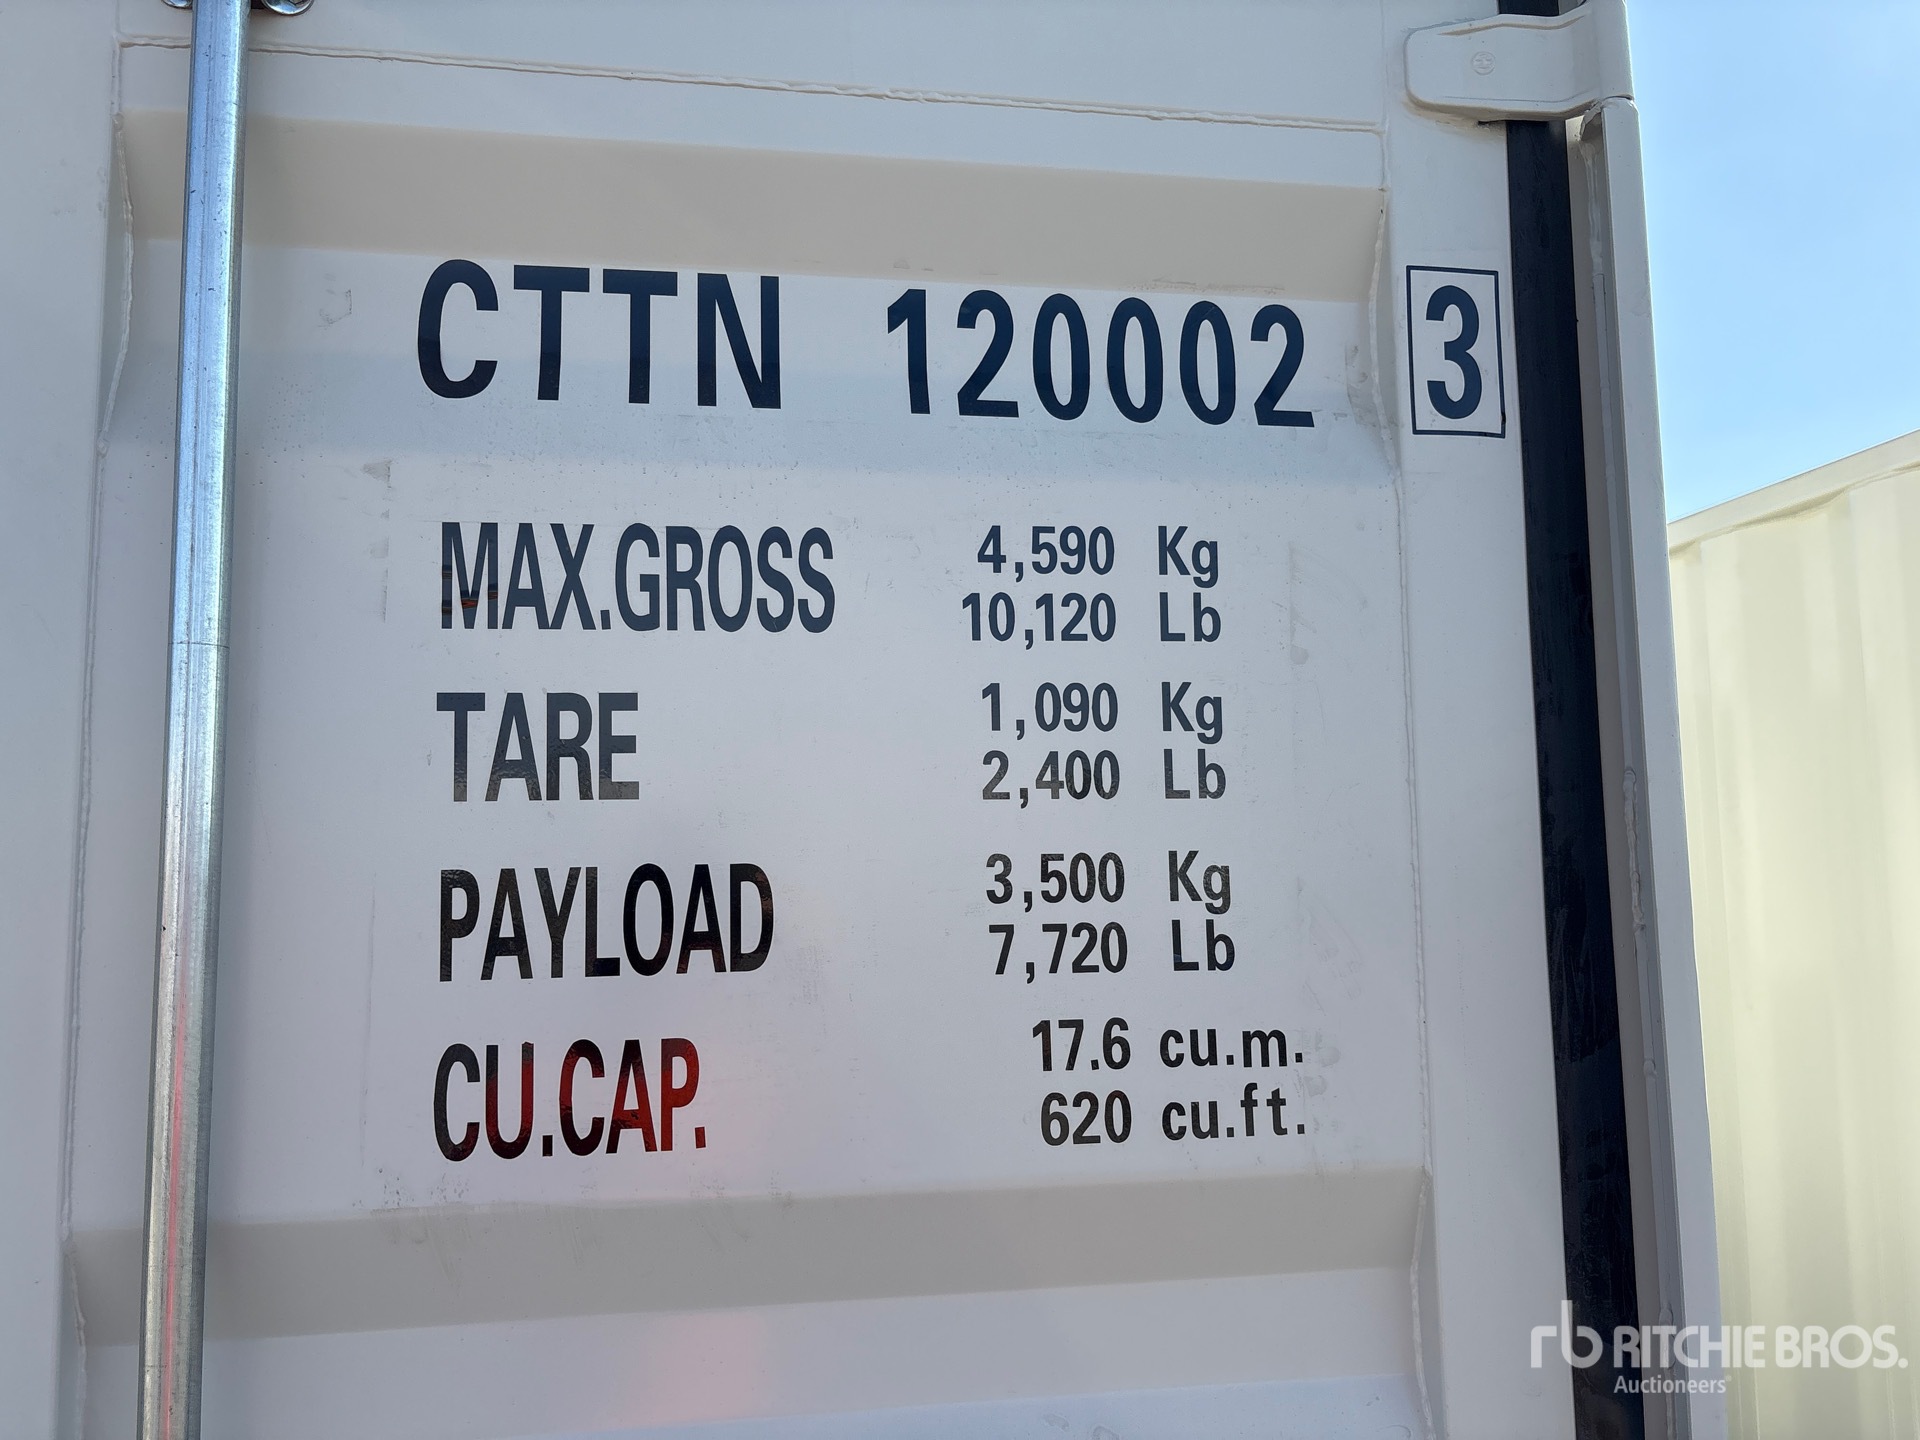 CTTN 120002 3
MAX.GROSS 4,590 Kg
10,120 Lb
TARE 1,090 Kg
2,400 Lb
PAYLOAD 3,500 Kg
7,720 Lb
CU.CAP. 17.6 cu.m.
620 cu.ft.
rb RITCHIE BROS.
Auctioneers